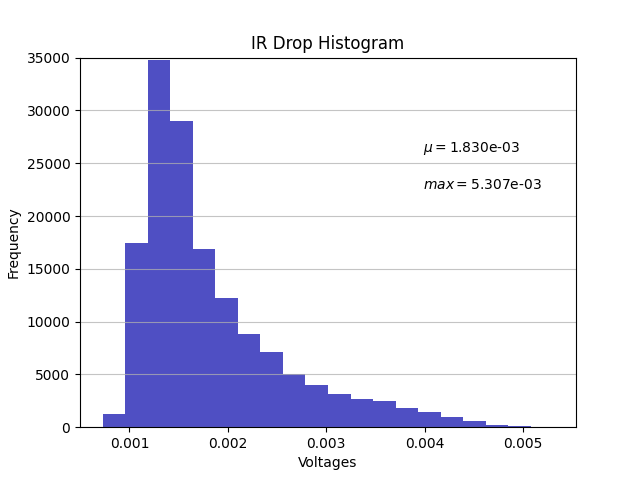 IR Drop Histogram
35000
30000
25000
20000
15000
10000
5000
0
Frequency
μ = 1.830e-03
max = 5.307e-03
0.001 0.002 0.003 0.004 0.005
Voltages